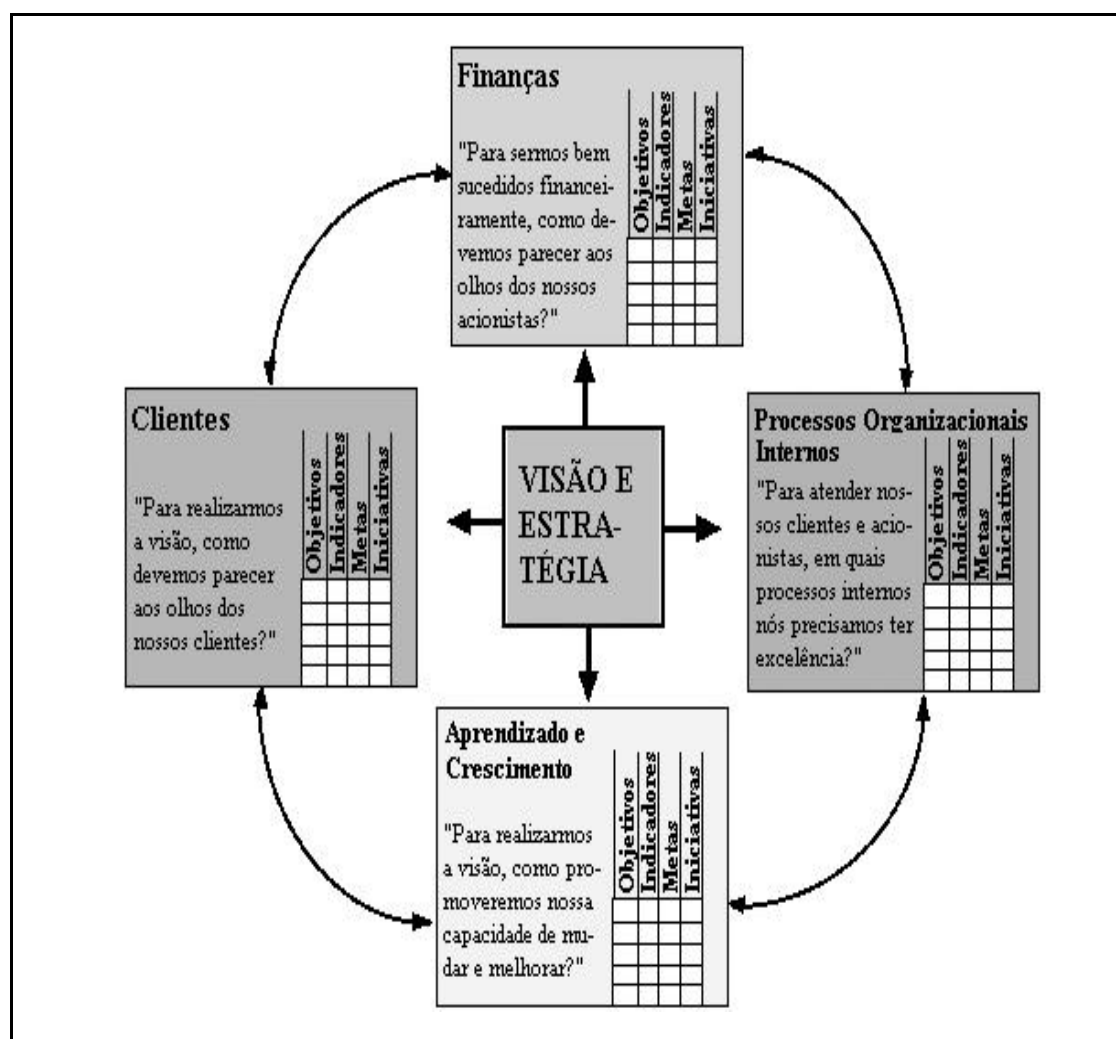 Finanças
"Para sermos bem
sucedidos financei-
ramente, como de-
vemos parecer aos
olhos dos nossos
acionistas?"
Objetivos
Indicadores
Metas
Iniciativas
Clientes
"Para realizarmos
a visão, como
devemos parecer
aos olhos dos
nossos clientes?"
Objetivos
Indicadores
Metas
Iniciativas
VISÃO E
ESTRA-
TÉGIA
Processos Organizacionais
Internos
"Para atender nos-
sos clientes e acio-
nistas, em quais
processos internos
nós precisamos ter
excelência?"
Objetivos
Indicadores
Metas
Iniciativas
Aprendizado e
Crescimento
"Para realizarmos
a visão, como pro-
moveremos nossa
capacidade de mu-
dar e melhorar?"
Objetivos
Indicadores
Metas
Iniciativas